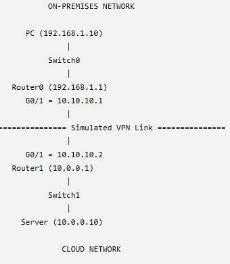 ON-PREMISES NETWORK
PC (192.168.1.10)
|
Switch0
|
Router0 (192.168.1.1)
G0/1 = 10.10.10.1
|
================ Simulated VPN Link ================
|
G0/1 = 10.10.10.2
Router1 (10.0.0.1)
|
Switch1
|
Server (10.0.0.10)
CLOUD NETWORK